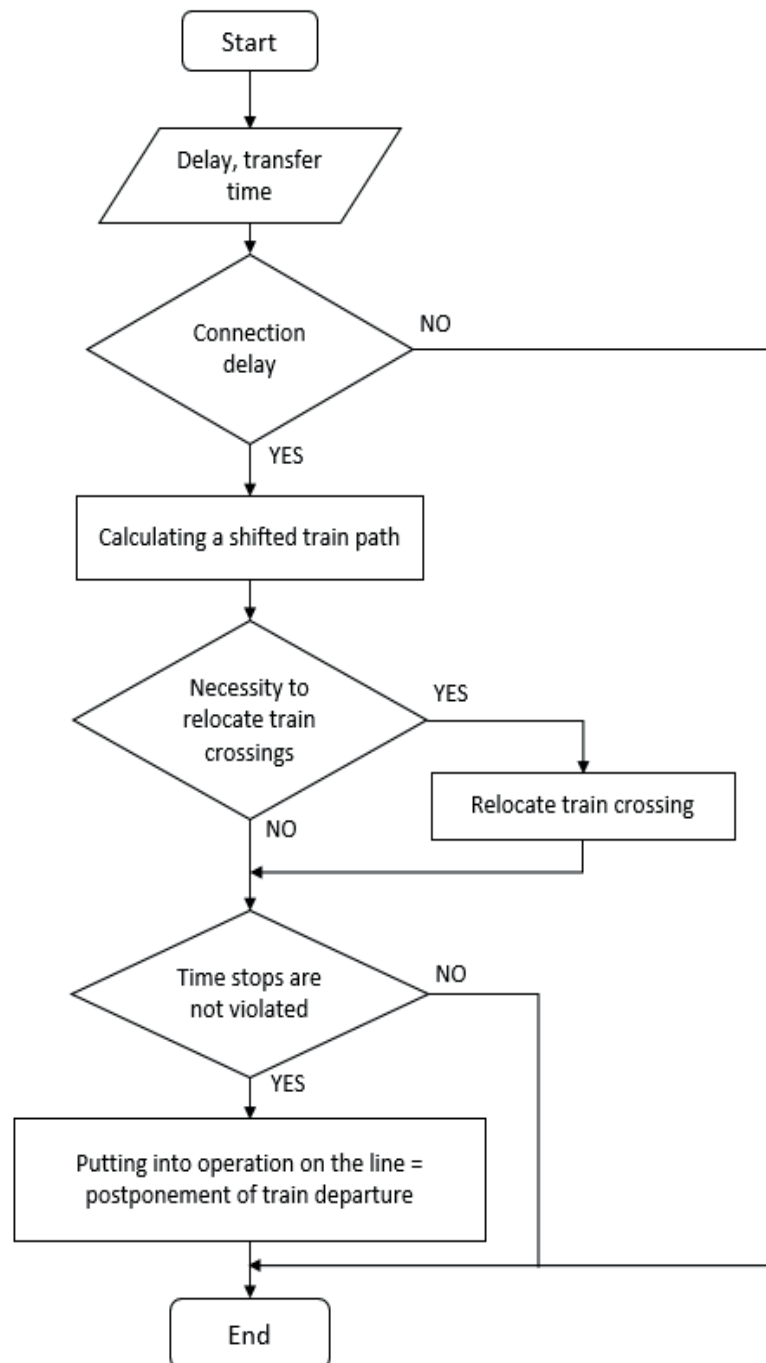 Start
Delay, transfer
time
Connection
delay
NO
YES
Calculating a shifted train path
Necessity to
relocate train
crossings
YES
Relocate train crossing
NO
Time stops are
not violated
NO
YES
Putting into operation on the line =
postponement of train departure
End